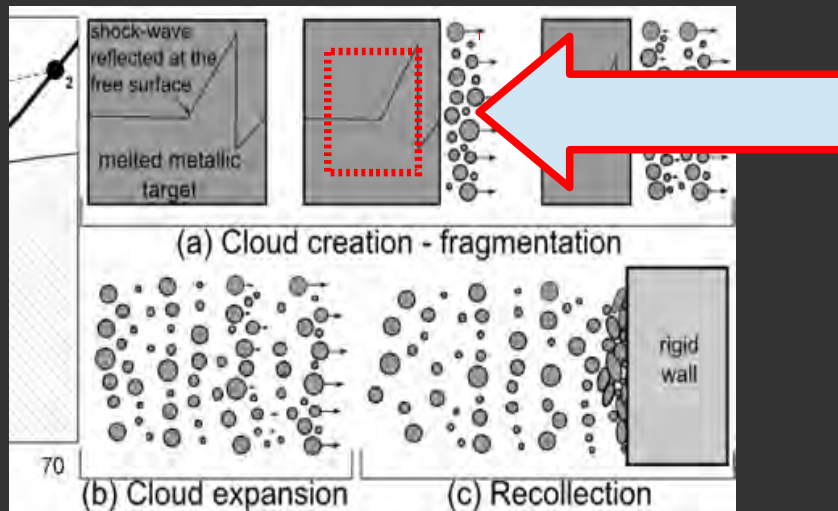 shock-wave
reflected at the
free surface
2
melted metallic
target
(a) Cloud creation - fragmentation
rigid
wall
70
(b) Cloud expansion
(c) Recollection